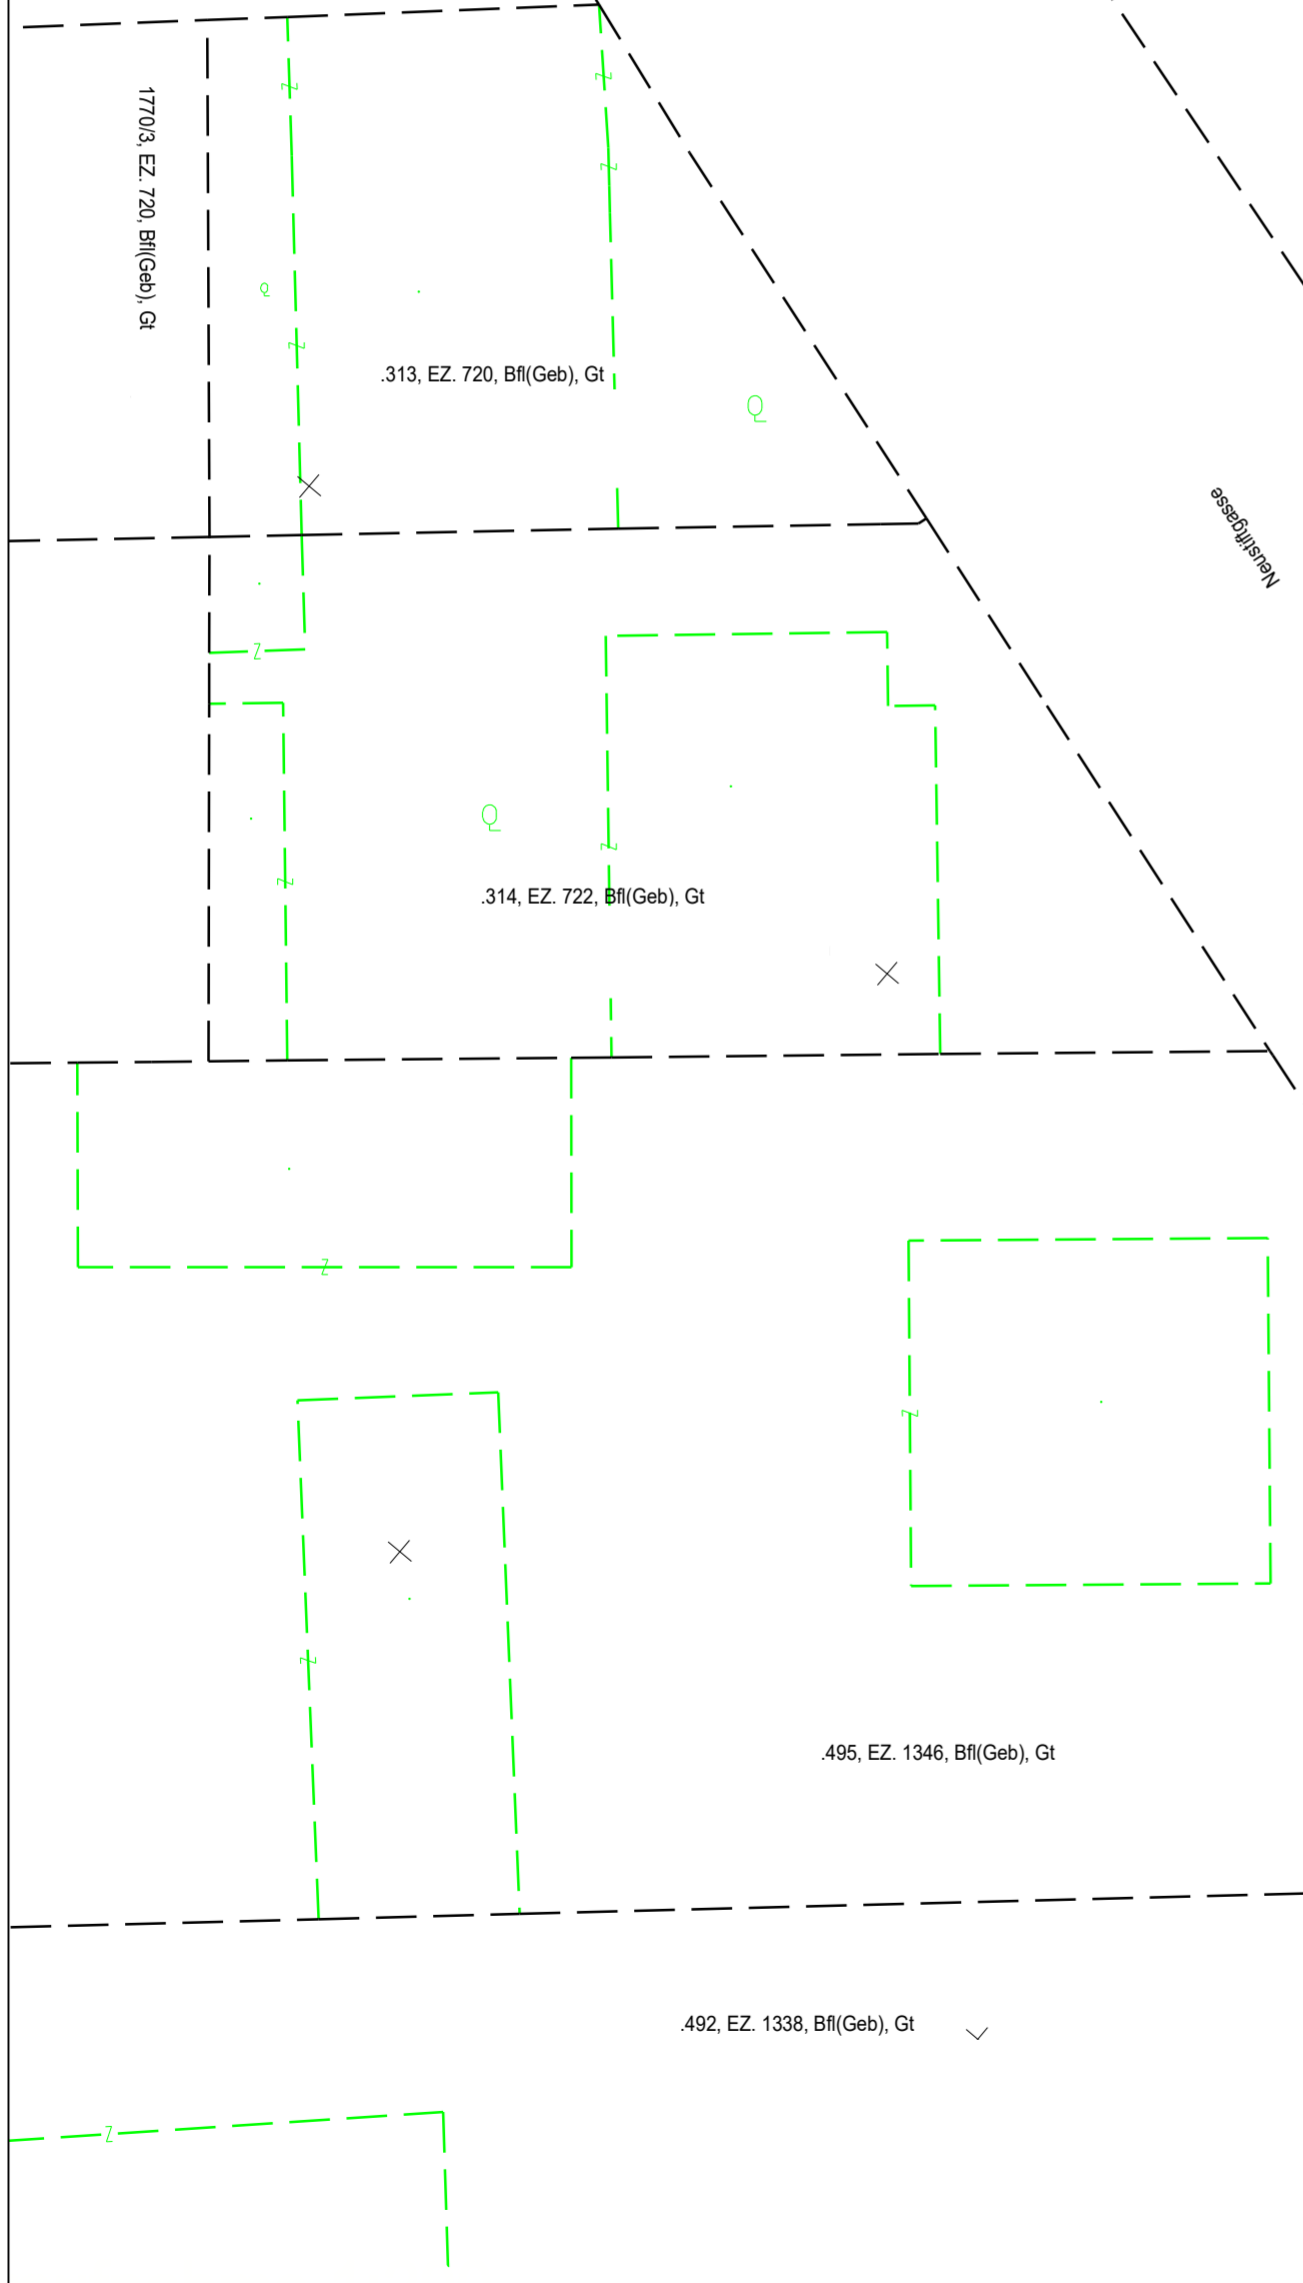 1770/3, EZ. 720, Bfl(Geb), Gt
.313, EZ. 720, Bfl(Geb), Gt
Neustiftgasse
.314, EZ. 722, Bfl(Geb), Gt
.495, EZ. 1346, Bfl(Geb), Gt
.492, EZ. 1338, Bfl(Geb), Gt